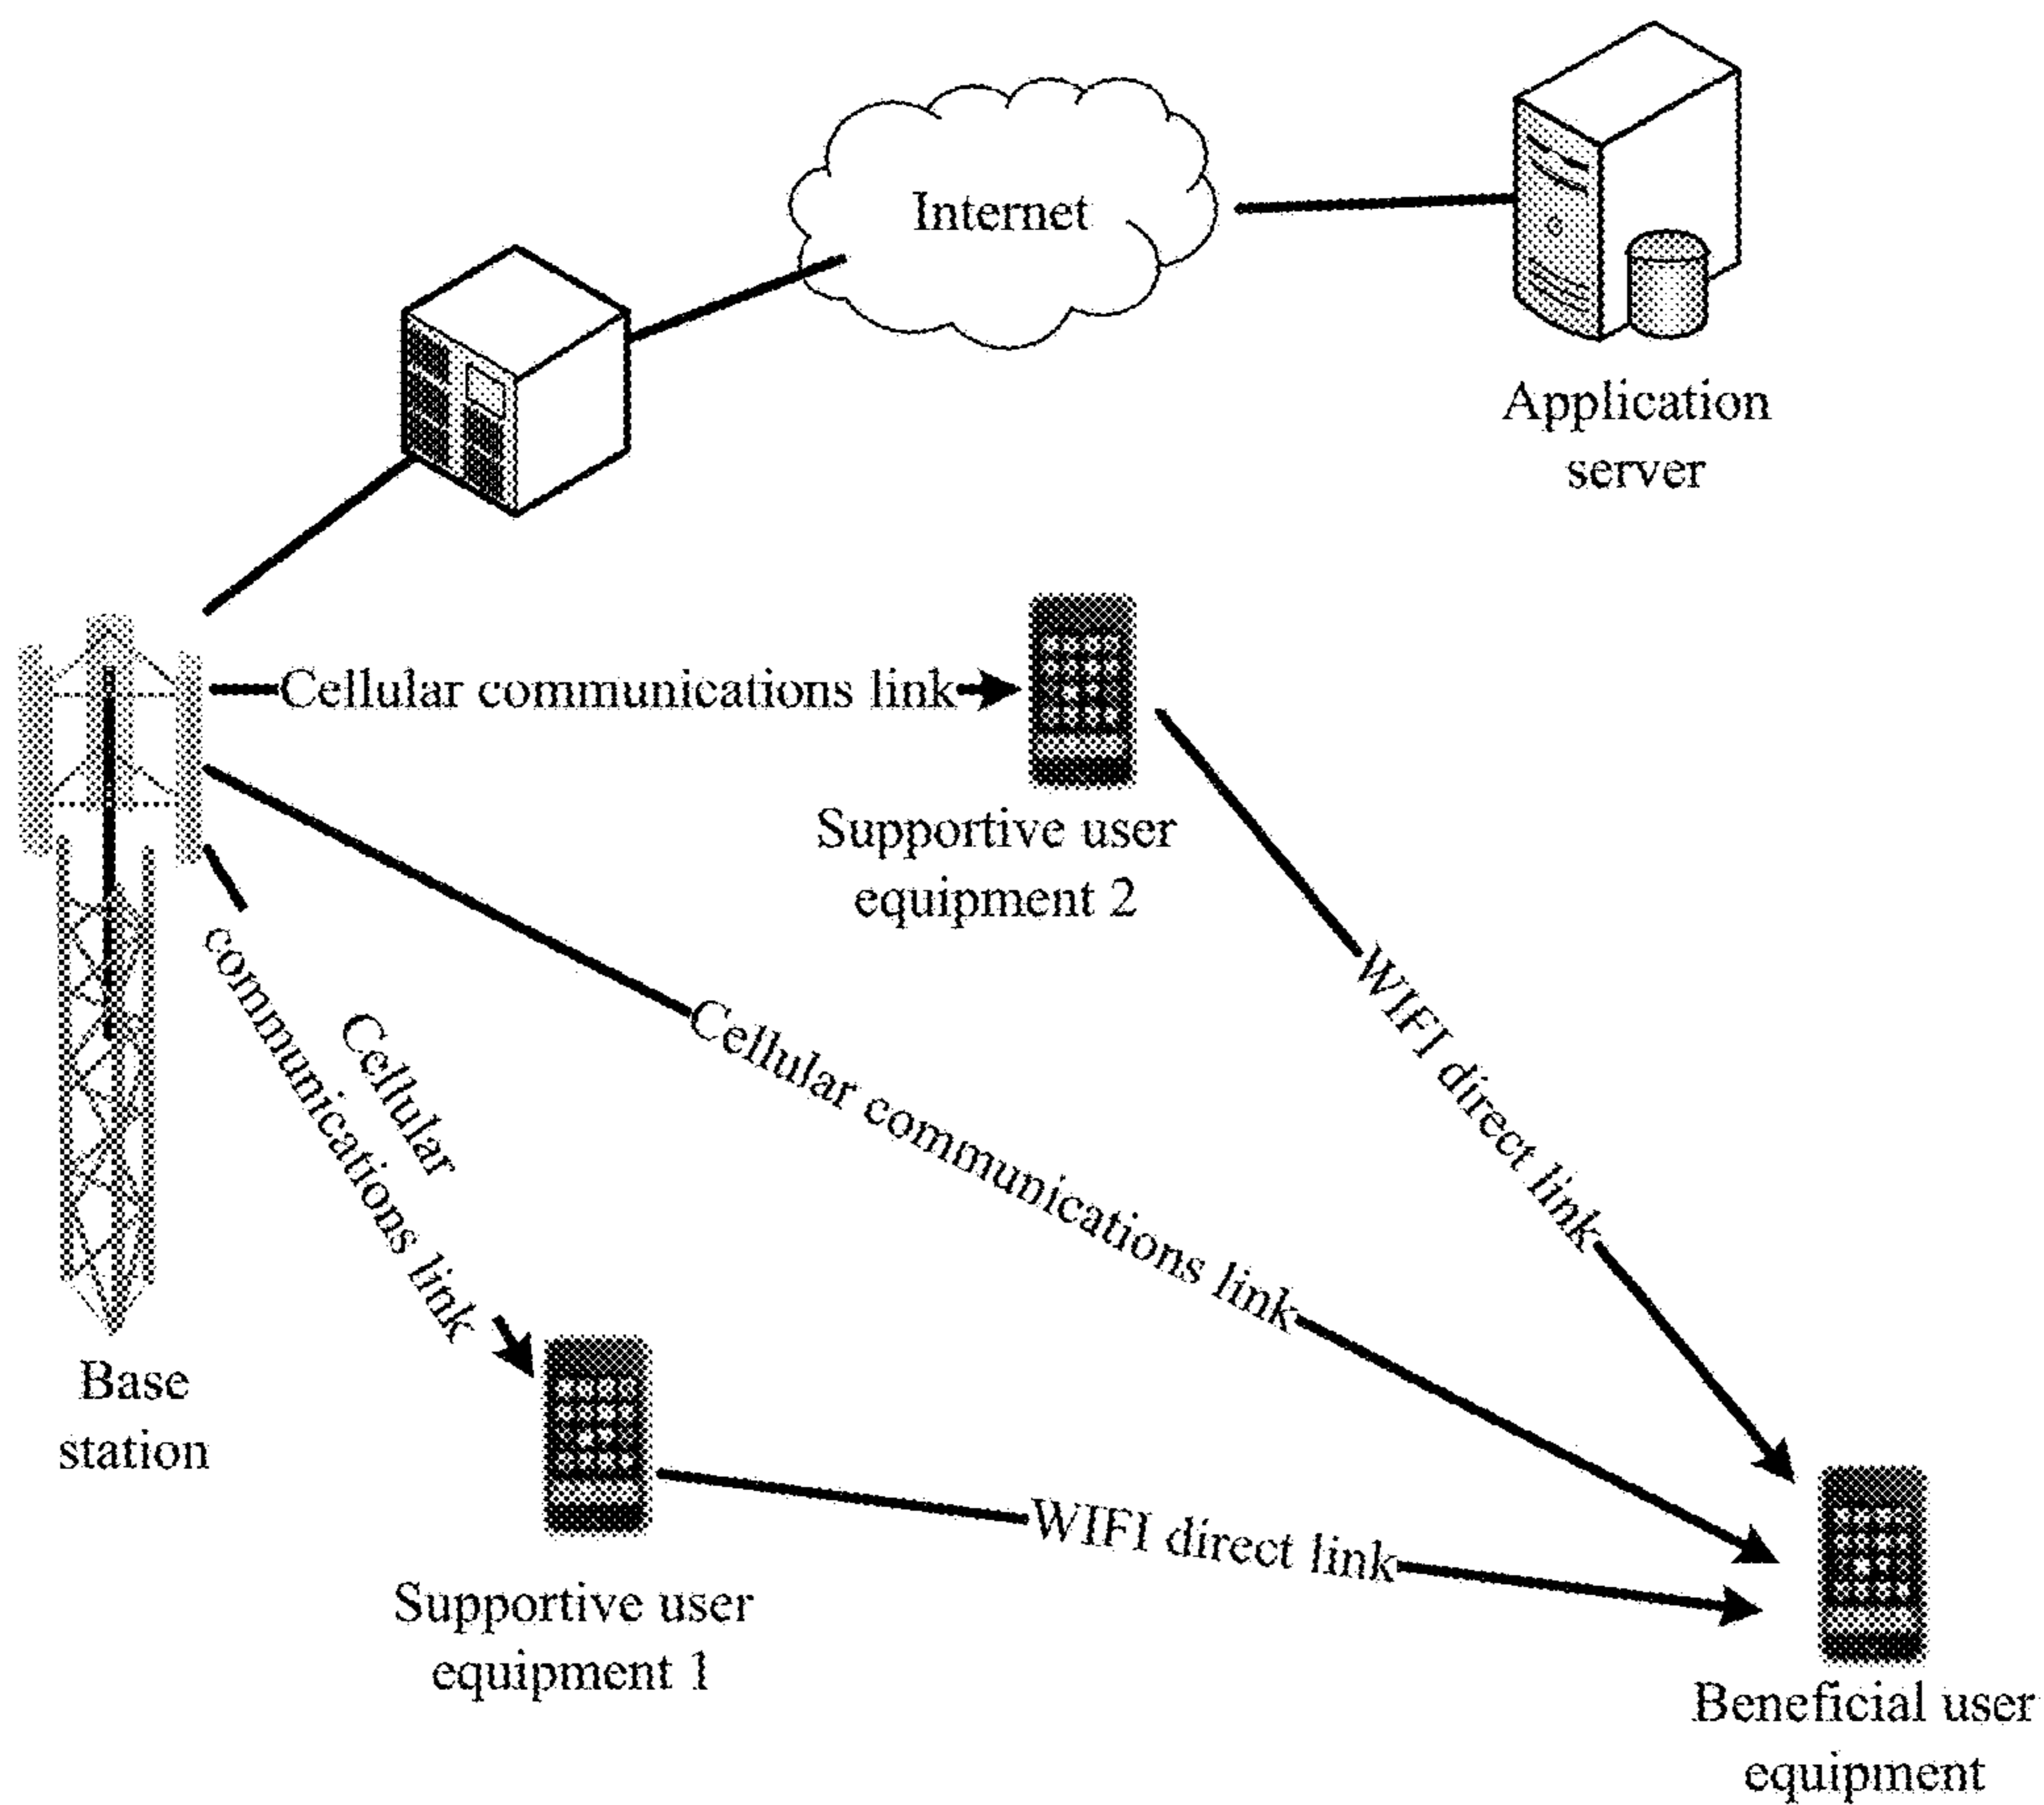 Internet
Application
server
Cellular communications link
Supportive user
equipment 2
WIFI direct link
Cellular communications link
Cellular
communications link
Base
station
WIFI direct link
Supportive user
equipment 1
Beneficial user
equipment